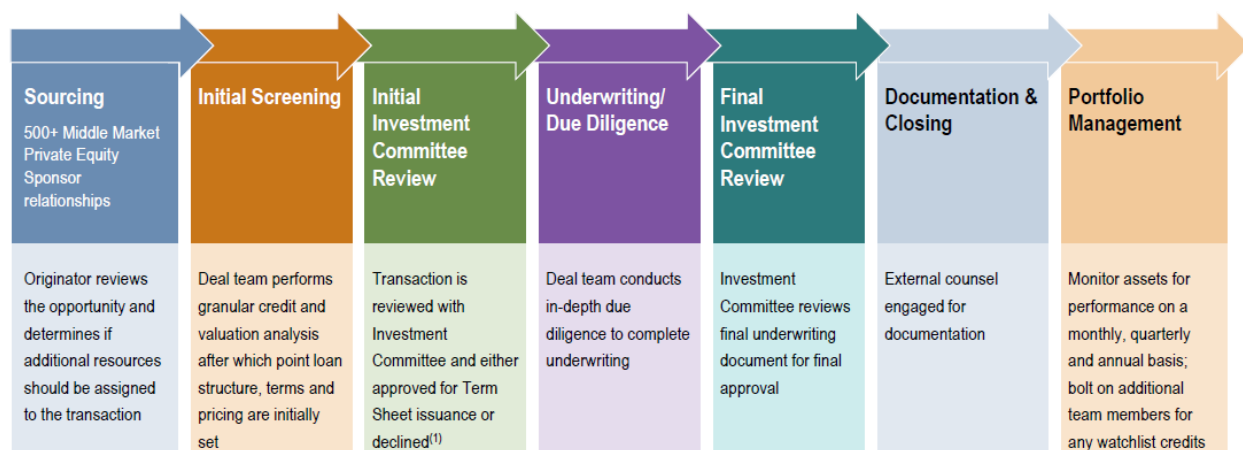 Sourcing
500+ Middle Market
Private Equity
Sponsor
relationships
Initial Screening
Initial
Investment
Committee
Review
Underwriting/
Due Diligence
Final
Investment
Committee
Review
Documentation &
Closing
Portfolio
Management
Originator reviews
the opportunity and
determines if
additional resources
should be assigned
to the transaction
Deal team performs
granular credit and
valuation analysis
after which point loan
structure, terms and
pricing are initially
set
Transaction is
reviewed with
Investment
Committee and either
approved for Term
Sheet issuance or
declined(1)
Deal team conducts
in-depth due
diligence to complete
underwriting
Investment
Committee reviews
final underwriting
document for final
approval
External counsel
engaged for
documentation
Monitor assets for
performance on a
monthly, quarterly
and annual basis;
bolt on additional
team members for
any watchlist credits